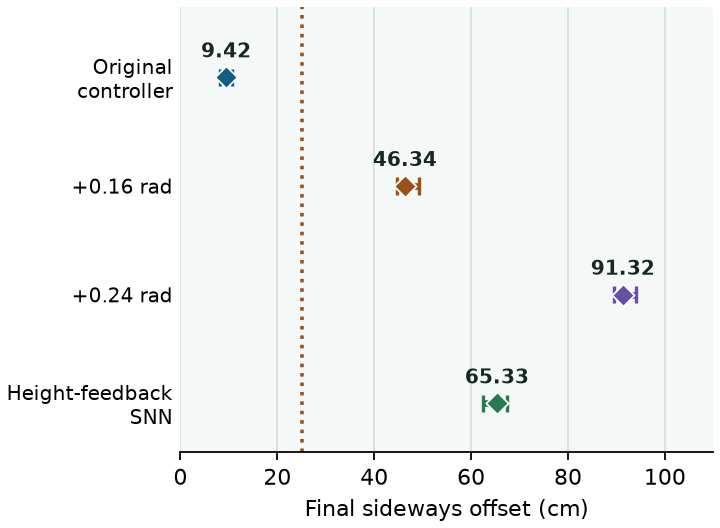 9.42
Original
controller
46.34
+0.16 rad
91.32
+0.24 rad
65.33
Height-feedback
SNN
0 20 40 60 80 100
Final sideways offset (cm)